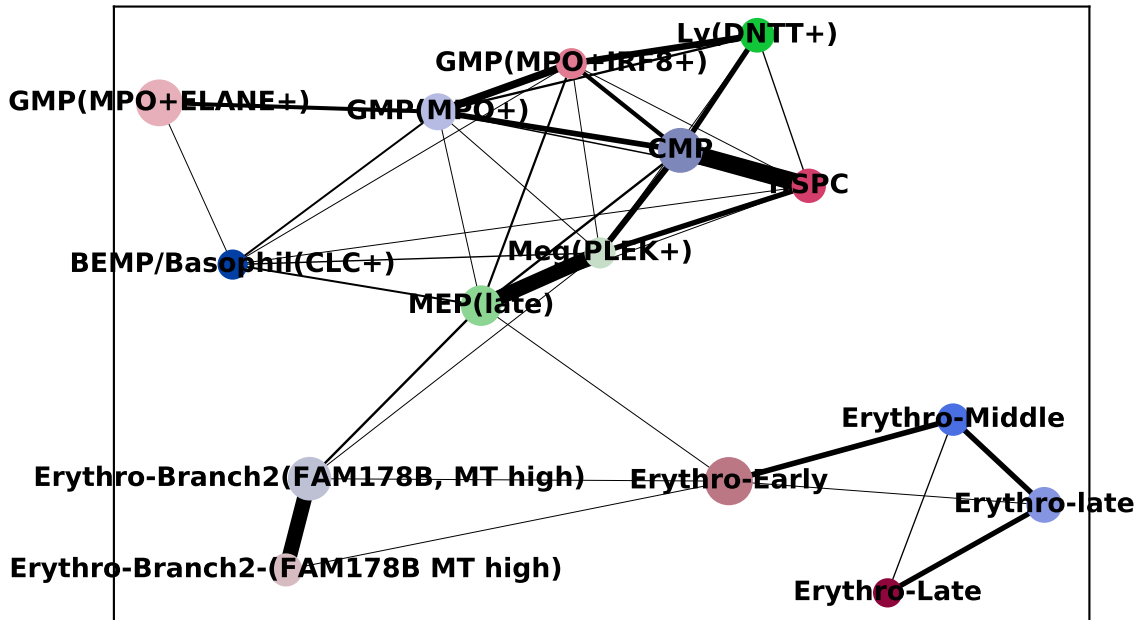 Ly(DNTT+)
GMP(MPO+IRF8+)
GMP(MPO+ELANE+)
GMP(MPO+)
CMP
HSPC
Meg(PLEK+)
BEMP/Basophil(CLC+)
MEP(late)
Erythro-Middle
Erythro-Branch2(FAM178B, MT high)
Erythro-Early
Erythro-late
Erythro-Branch2-(FAM178B MT high)
Erythro-Late